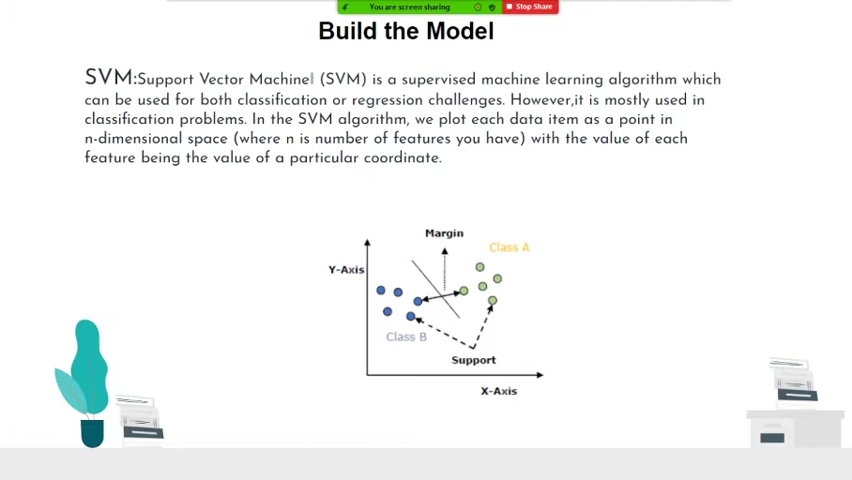 You are screen sharing
Stop Share
Build the Model
SVM:Support Vector Machine (SVM) is a supervised machine learning algorithm which
can be used for both classification or regression challenges. However,it is mostly used in
classification problems. In the SVM algorithm, we plot each data item as a point in
n-dimensional space (where n is number of features you have) with the value of each
feature being the value of a particular coordinate.
Margin
Class A
Y-Axis
Class B
Support
X-Axis